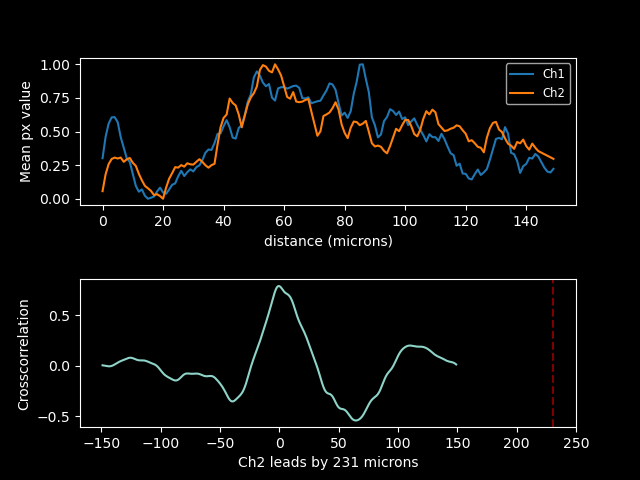 1.00
0.75
0.50
0.25
0.00
Mean px value
Ch1
Ch2
0 20 40 60 80 100 120 140
distance (microns)
0.5
0.0
−0.5
Crosscorrelation
−150 −100 −50 0 50 100 150 200 250
Ch2 leads by 231 microns